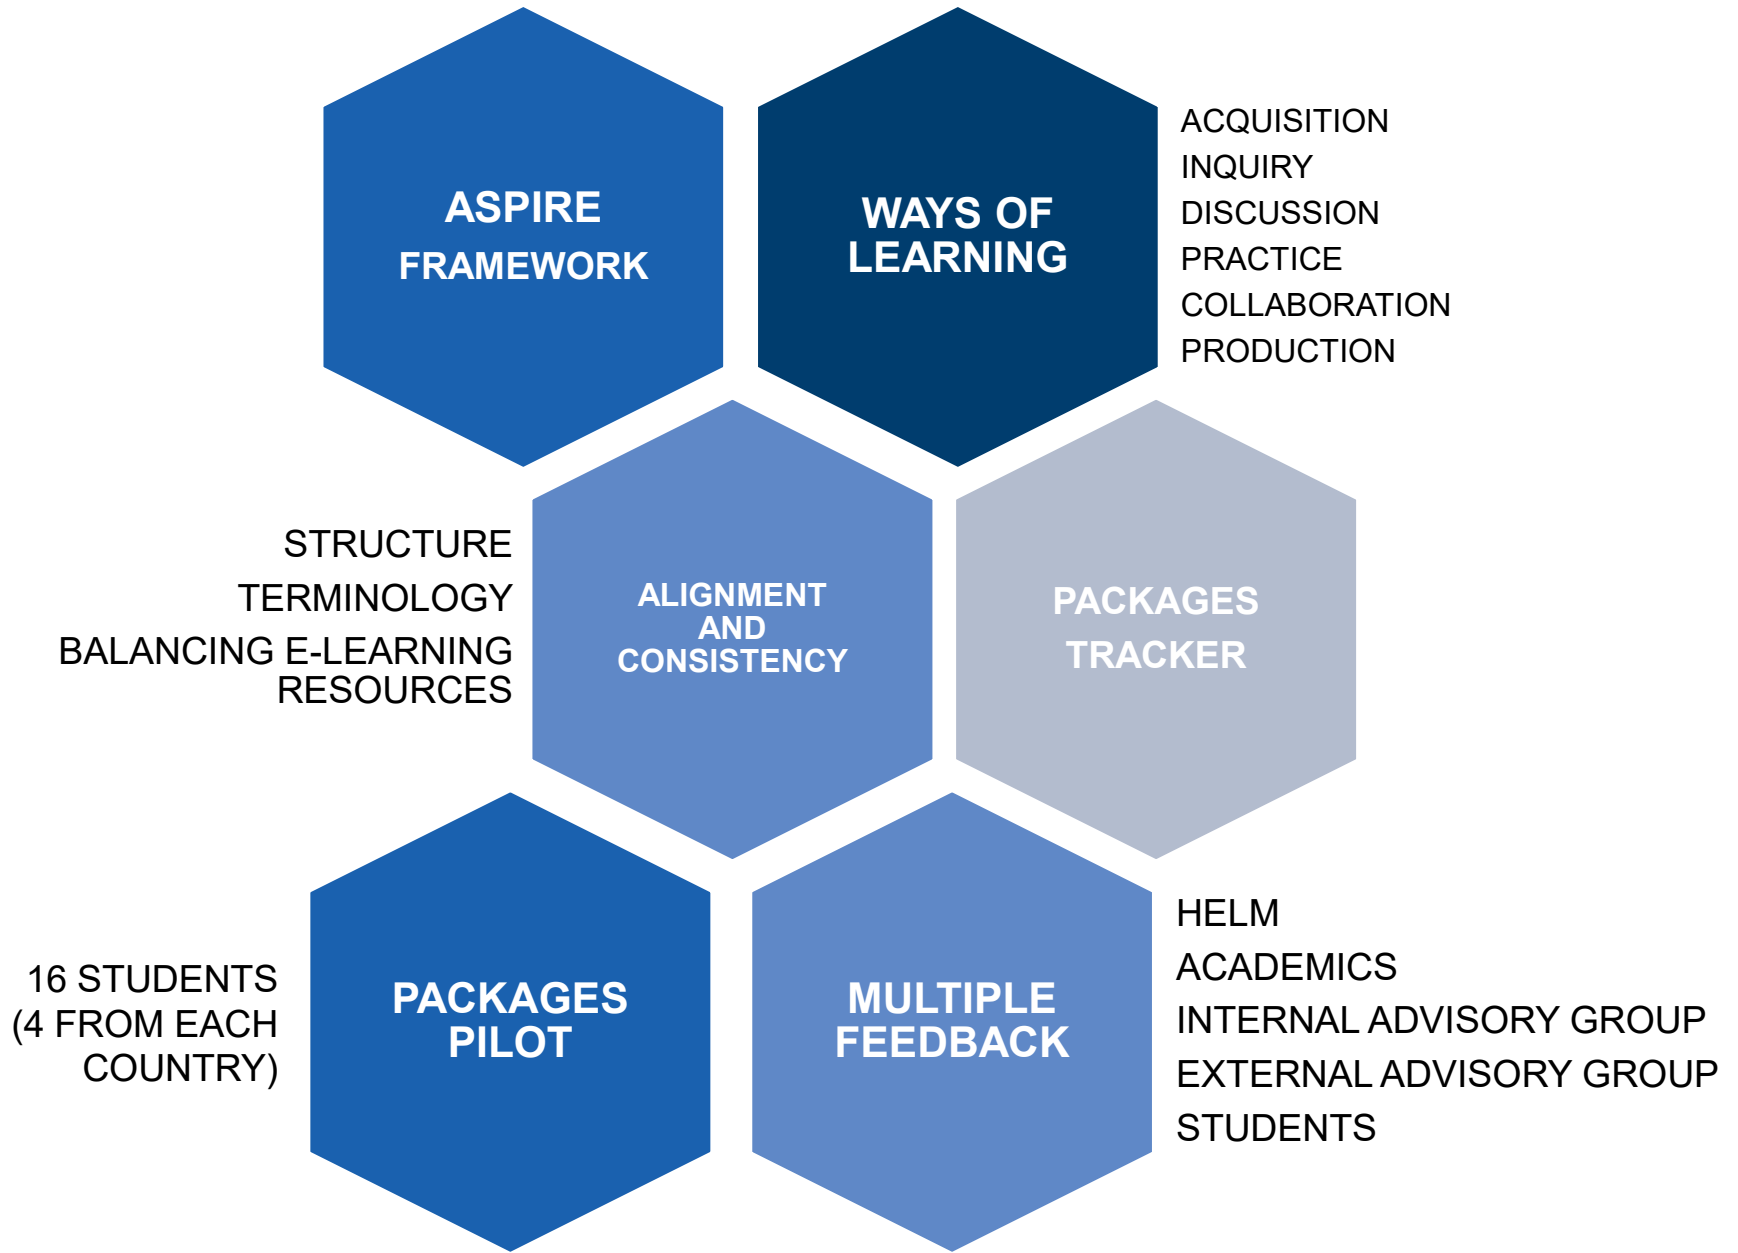 ASPIRE
FRAMEWORK
WAYS OF
LEARNING
ACQUISITION
INQUIRY
DISCUSSION
PRACTICE
COLLABORATION
PRODUCTION
STRUCTURE
TERMINOLOGY
BALANCING E-LEARNING
RESOURCES
ALIGNMENT
AND
CONSISTENCY
PACKAGES
TRACKER
16 STUDENTS
(4 FROM EACH
COUNTRY)
PACKAGES
PILOT
MULTIPLE
FEEDBACK
HELM
ACADEMICS
INTERNAL ADVISORY GROUP
EXTERNAL ADVISORY GROUP
STUDENTS